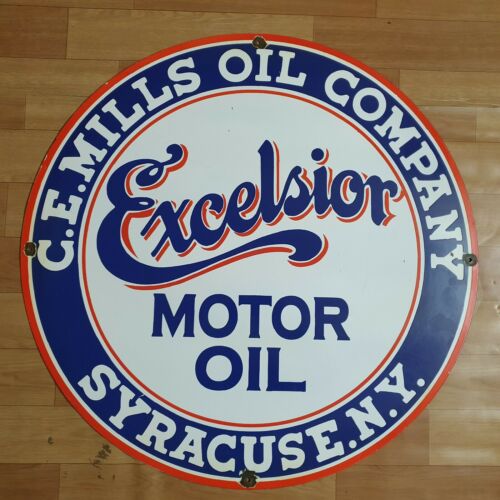 C.E. MILLS OIL COMPANY
Excelsior
MOTOR
OIL
SYRACUSE.N.Y.